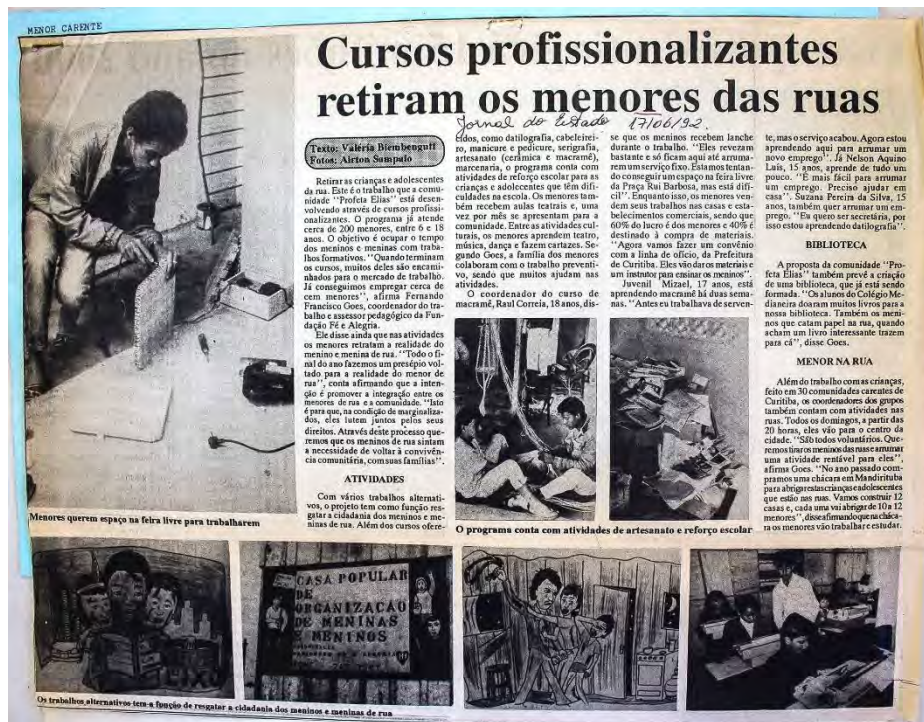 MENOR CARENTE
Cursos profissionalizantes
retiram os menores das ruas
Jornal do Estado 17/06/92.
Texto: Valéria Biembengutt
Fotos: Airton Sampaio
Retirar as crianças e adolescentes
da rua. Este é o trabalho que a comu-
nidade "Profeta Elias" está desen-
volvendo através de cursos profissi-
onalizantes. O programa já atende
cerca de 200 menores, entre 6 e 18
anos. O objetivo é ocupar o tempo
dos meninos e meninas com traba-
lhos formativos. "Quando terminam
os cursos, muitos deles são encami-
nhados para o mercado de trabalho.
Já conseguimos empregar cerca de
cem menores", afirma Fernando
Francisco Goes, coordenador do tra-
balho e assessor pedagógico da Fun-
dação Fé e Alegria.
Ele disse ainda que nas atividades
os menores retratam a realidade do
menino e menina de rua. "Todo o fi-
nal do ano fazemos um presépio vol-
tado para a realidade do menor de
rua", conta afirmando que a inten-
ção é promover a integração entre os
menores de rua e a comunidade. "Isto
é para que, na condição de marginaliza-
dos, eles lutem juntos pelos seus
direitos. Através deste processo que-
remos que os meninos de rua sintam
a necessidade de voltar à convivên-
cia comunitária, com suas famílias".
ATIVIDADES
Com vários trabalhos alternati-
vos, o projeto tem como função res-
gatar a cidadania dos meninos e me-
ninas de rua. Além dos cursos ofere-
cidos, como datilografia, cabeleirei-
ro, manicure e pedicure, serigrafia,
artesanato (cerâmica e macramê),
marcenaria, o programa conta com
atividades de reforço escolar para as
crianças e adolecentes que têm difi-
culdades na escola. Os menores tam-
bém recebem aulas teatrais e, uma
vez por mês se apresentam para a
comunidade. Entre as atividades cul-
turais, os menores aprendem teatro,
música, dança e fazem cartazes. Se-
gundo Goes, a família dos menores
colaboram com o trabalho preventi-
vo, sendo que muitos ajudam nas
atividades.
O coordenador do curso de
macramê, Raul Correia, 18 anos, dis-
se que os meninos recebem lanche
durante o trabalho. "Eles revezam
bastante e só ficam aqui até arruma-
rem um serviço fixo. Estamos tentan-
do conseguir um espaço na feira livre
da Praça Rui Barbosa, mas está difí-
cil". Enquanto isso, os menores ven-
dem seus trabalhos nas casas e esta-
belecimentos comerciais, sendo que
60% do lucro é dos menores e 40% é
destinado à compra de materiais.
"Agora vamos fazer um convênio
com a linha de ofício, da Prefeitura
de Curitiba. Eles vão dar os materiais e
um instrutor para ensinar os meninos".
Juvenil Mizael, 17 anos, está
aprendendo macramê há duas sema-
nas. "Antes eu trabalhava de serven-
te, mas o serviço acabou. Agora estou
aprendendo aqui para arrumar um
novo emprego". Já Nelson Aquino
Luis, 15 anos, aprende de tudo um
pouco. "É mais fácil para arrumar
um emprego. Preciso ajudar em
casa". Suzana Pereira da Silva, 15
anos, também quer arrumar um em-
prego. "Eu quero ser secretária, por
isso estou aprendendo datilografia".
BIBLIOTECA
A proposta da comunidade "Pro-
feta Elias" também prevê a criação
de uma biblioteca, que já está sendo
formada. "Os alunos do Colégio Me-
dianeira doaram muitos livros para a
nossa biblioteca. Também os meni-
nos que catam papel na rua, quando
acham um livro interessante trazem
para cá", disse Goes.
MENOR NA RUA
Além do trabalho com as crianças,
feito em 30 comunidades carentes de
Curitiba, os coordenadores dos grupos
também contam com atividades nas
ruas. Todos os domingos, a partir das
20 horas, eles vão para o centro da
cidade. "São todos voluntários. Que-
remos tirar os meninos das ruas e arrumar
uma atividade rentável para eles",
afirma Goes. "No ano passado com-
pramos uma chácara em Mandirituba
para abrigar estas crianças e adolescentes
que estão nas ruas. Vamos construir 12
casas e, cada uma vai abrigar de 10 a 12
menores", disse afirmando que na cháca-
ra os menores vão trabalhar e estudar.
Menores querem espaço na feira livre para trabalharem
O programa conta com atividades de artesanato e reforço escolar
CASA POPULAR
DE
ORGANIZAÇÃO
DE MENINAS
E MENINOS
LIXO
Os trabalhos alternativos tem a função de resgatar a cidadania dos meninos e meninas de rua